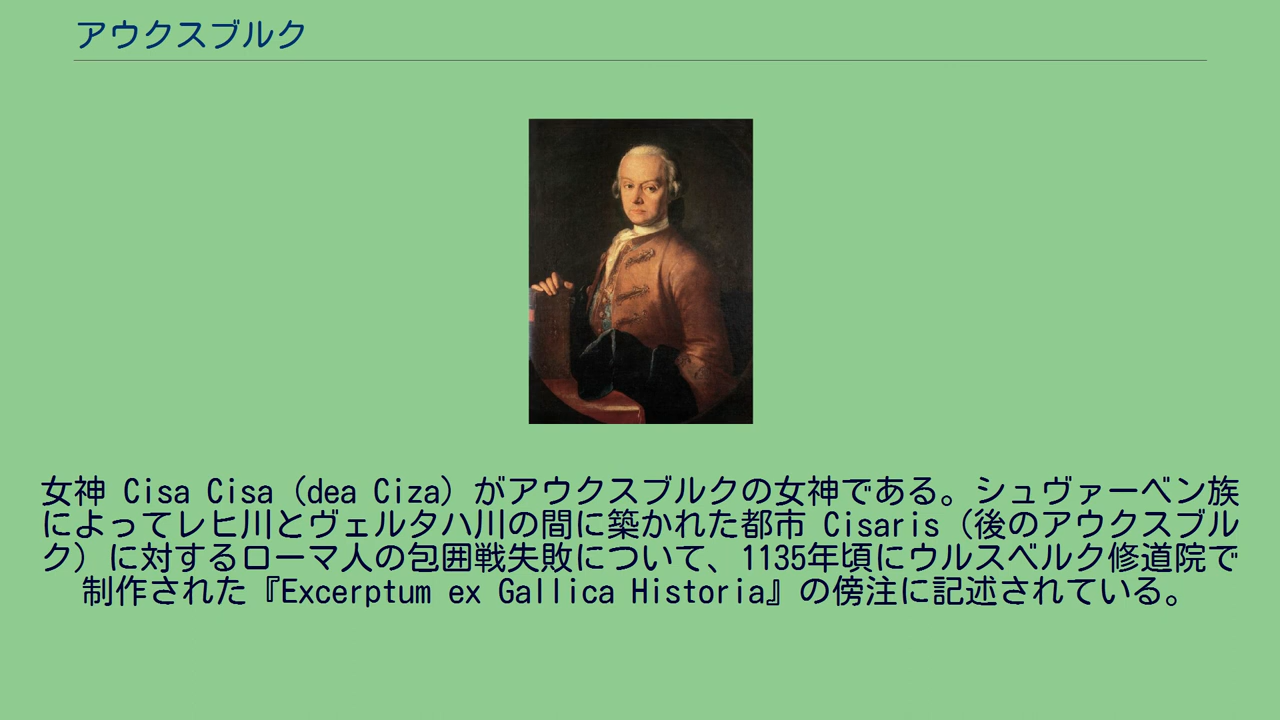 アウクスブルク
女神 Cisa Cisa（dea Ciza）がアウクスブルクの女神である。シュヴァーベン族
によってレヒ川とヴェルタハ川の間に築かれた都市 Cisaris（後のアウクスブル
ク）に対するローマ人の包囲戦失敗について、1135年頃にウルスベルク修道院で
制作された『Excerptum ex Gallica Historia』の傍注に記述されている。